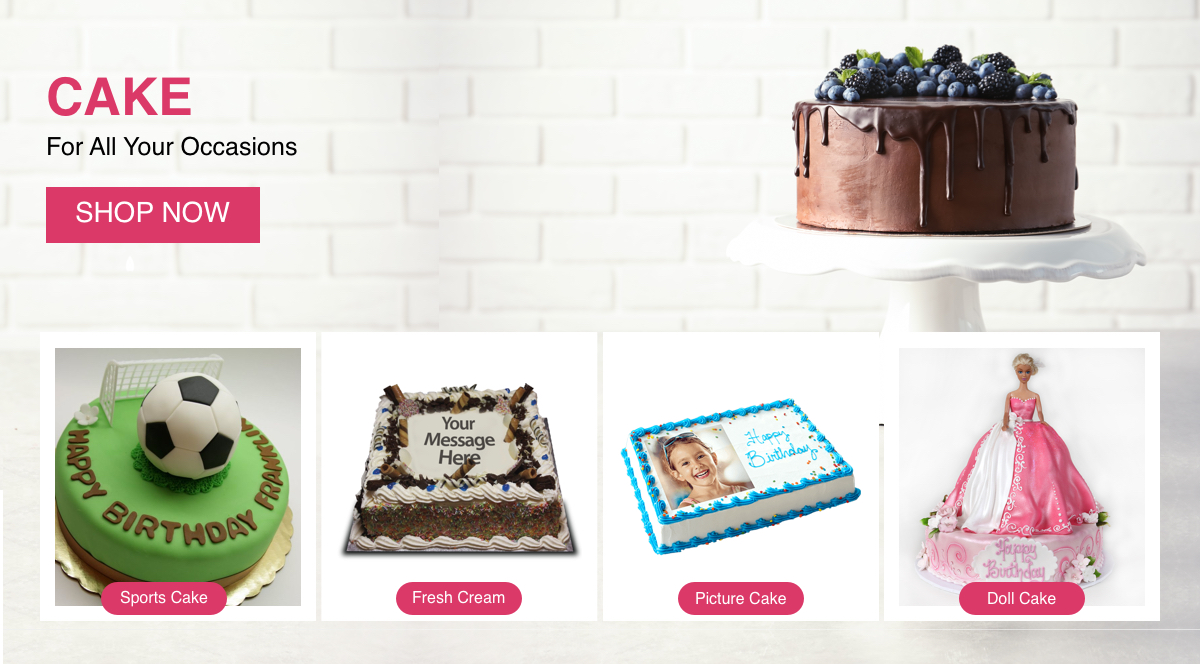 CAKE
For All Your Occasions
SHOP NOW
HAPPY BIRTHDAY FRANKLY
Your
Message
Here
Happy
Birthday
Happy
Birthday
Sports Cake
Fresh Cream
Picture Cake
Doll Cake